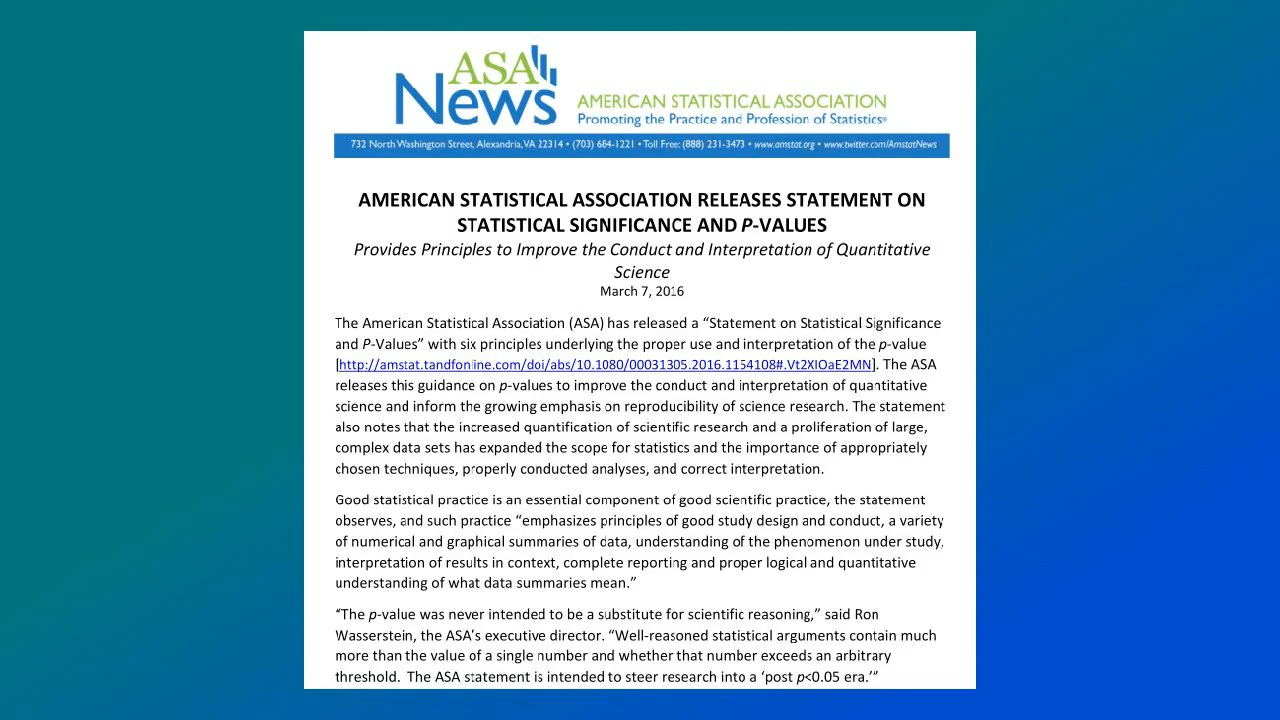 ASA
News
AMERICAN STATISTICAL ASSOCIATION
Promoting the Practice and Profession of Statistics®
732 North Washington Street, Alexandria, VA 22314 • (703) 684-1221 • Toll Free: (888) 231-3473 • www.amstat.org • www.twitter.com/AmstatNews
AMERICAN STATISTICAL ASSOCIATION RELEASES STATEMENT ON
STATISTICAL SIGNIFICANCE AND P-VALUES
Provides Principles to Improve the Conduct and Interpretation of Quantitative
Science
March 7, 2016
The American Statistical Association (ASA) has released a “Statement on Statistical Significance
and P-Values” with six principles underlying the proper use and interpretation of the p-value
[http://amstat.tandfonline.com/doi/abs/10.1080/00031305.2016.1154108#.Vt2XIOaE2MN]. The ASA
releases this guidance on p-values to improve the conduct and interpretation of quantitative
science and inform the growing emphasis on reproducibility of science research. The statement
also notes that the increased quantification of scientific research and a proliferation of large,
complex data sets has expanded the scope for statistics and the importance of appropriately
chosen techniques, properly conducted analyses, and correct interpretation.
Good statistical practice is an essential component of good scientific practice, the statement
observes, and such practice “emphasizes principles of good study design and conduct, a variety
of numerical and graphical summaries of data, understanding of the phenomenon under study,
interpretation of results in context, complete reporting and proper logical and quantitative
understanding of what data summaries mean.”
“The p-value was never intended to be a substitute for scientific reasoning,” said Ron
Wasserstein, the ASA’s executive director. “Well-reasoned statistical arguments contain much
more than the value of a single number and whether that number exceeds an arbitrary
threshold. The ASA statement is intended to steer research into a ‘post p<0.05 era.’”